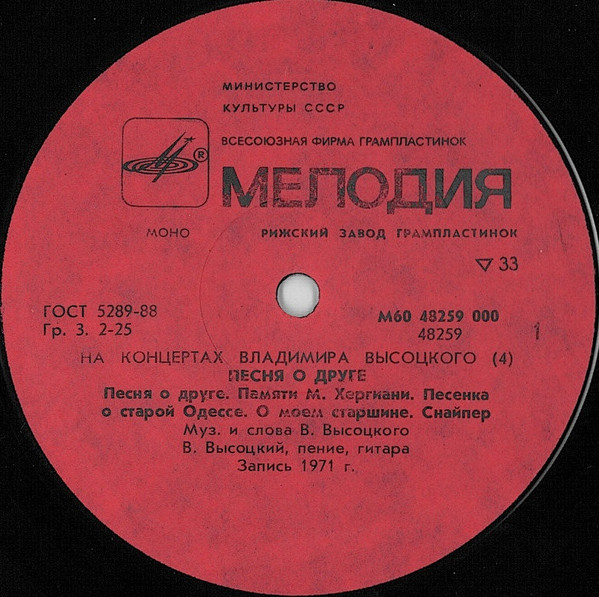 МИНИСТЕРСТВО
КУЛЬТУРЫ СССР
ВСЕСОЮЗНАЯ ФИРМА ГРАМПЛАСТИНОК
®
МЕЛОДИЯ
МОНО
РИЖСКИЙ ЗАВОД ГРАМПЛАСТИНОК
▽ 33
ГОСТ 5289-88
Гр. 3. 2-25
М60 48259 000
48259
1
НА КОНЦЕРТАХ ВЛАДИМИРА ВЫСОЦКОГО (4)
ПЕСНЯ О ДРУГЕ
Песня о друге. Памяти М. Хергиани. Песенка
о старой Одессе. О моем старшине. Снайпер
Муз. и слова В. Высоцкого
В. Высоцкий, пение, гитара
Запись 1971 г.